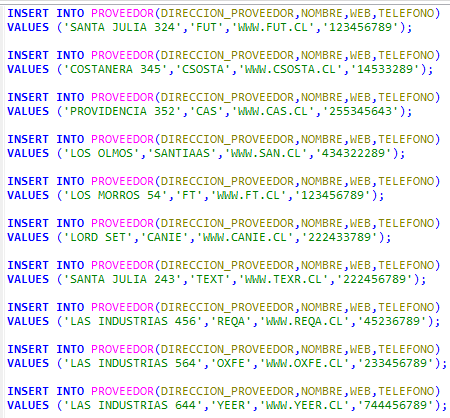 INSERT INTO PROVEEDOR(DIRECCION_PROVEEDOR,NOMBRE,WEB,TELEFONO)
VALUES ('SANTA JULIA 324','FUT','WWW.FUT.CL','123456789');
INSERT INTO PROVEEDOR(DIRECCION_PROVEEDOR,NOMBRE,WEB,TELEFONO)
VALUES ('COSTANERA 345','CSOSTA','WWW.CSOSTA.CL','14533289');
INSERT INTO PROVEEDOR(DIRECCION_PROVEEDOR,NOMBRE,WEB,TELEFONO)
VALUES ('PROVIDENCIA 352','CAS','WWW.CAS.CL','255345643');
INSERT INTO PROVEEDOR(DIRECCION_PROVEEDOR,NOMBRE,WEB,TELEFONO)
VALUES ('LOS OLMOS','SANTIAAS','WWW.SAN.CL','434322289');
INSERT INTO PROVEEDOR(DIRECCION_PROVEEDOR,NOMBRE,WEB,TELEFONO)
VALUES ('LOS MORROS 54','FT','WWW.FT.CL','123456789');
INSERT INTO PROVEEDOR(DIRECCION_PROVEEDOR,NOMBRE,WEB,TELEFONO)
VALUES ('LORD SET','CANIE','WWW.CANIE.CL','222433789');
INSERT INTO PROVEEDOR(DIRECCION_PROVEEDOR,NOMBRE,WEB,TELEFONO)
VALUES ('SANTA JULIA 243','TEXT','WWW.TEXR.CL','222456789');
INSERT INTO PROVEEDOR(DIRECCION_PROVEEDOR,NOMBRE,WEB,TELEFONO)
VALUES ('LAS INDUSTRIAS 456','REQA','WWW.REQA.CL','45236789');
INSERT INTO PROVEEDOR(DIRECCION_PROVEEDOR,NOMBRE,WEB,TELEFONO)
VALUES ('LAS INDUSTRIAS 564','OXFE','WWW.OXFE.CL','233456789');
INSERT INTO PROVEEDOR(DIRECCION_PROVEEDOR,NOMBRE,WEB,TELEFONO)
VALUES ('LAS INDUSTRIAS 644','YEER','WWW.YEER.CL','744456789');